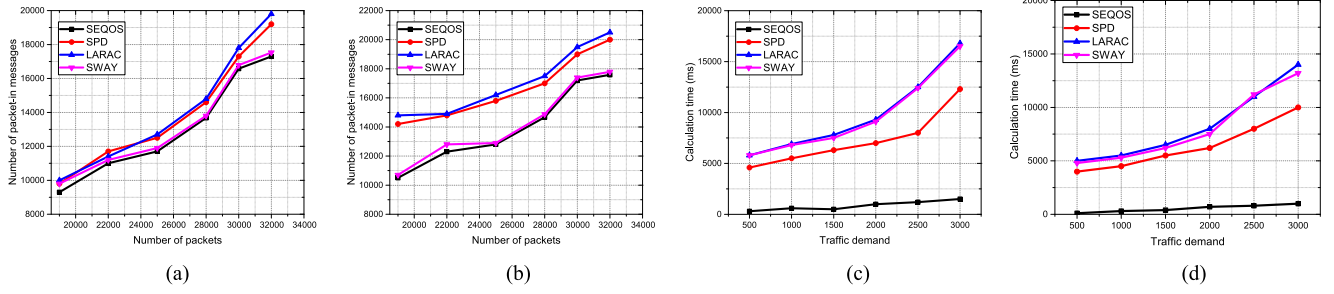 20000
18000
16000
14000
12000
10000
8000
Number of packet-in messages
SEQOS
SPD
LARAC
SWAY
20000 22000 24000 26000 28000 30000 32000 34000
Number of packets
(a)
22000
20000
18000
16000
14000
12000
10000
8000
Number of packet-in messages
SEQOS
SPD
LARAC
SWAY
20000 22000 24000 26000 28000 30000 32000 34000
Number of packets
(b)
20000
15000
10000
5000
0
Calculation time (ms)
SEQOS
SPD
LARAC
SWAY
500 1000 1500 2000 2500 3000
Traffic demand
(c)
20000
15000
10000
5000
0
Calculation time (ms)
SEQOS
SPD
LARAC
SWAY
500 1000 1500 2000 2500 3000
Traffic demand
(d)